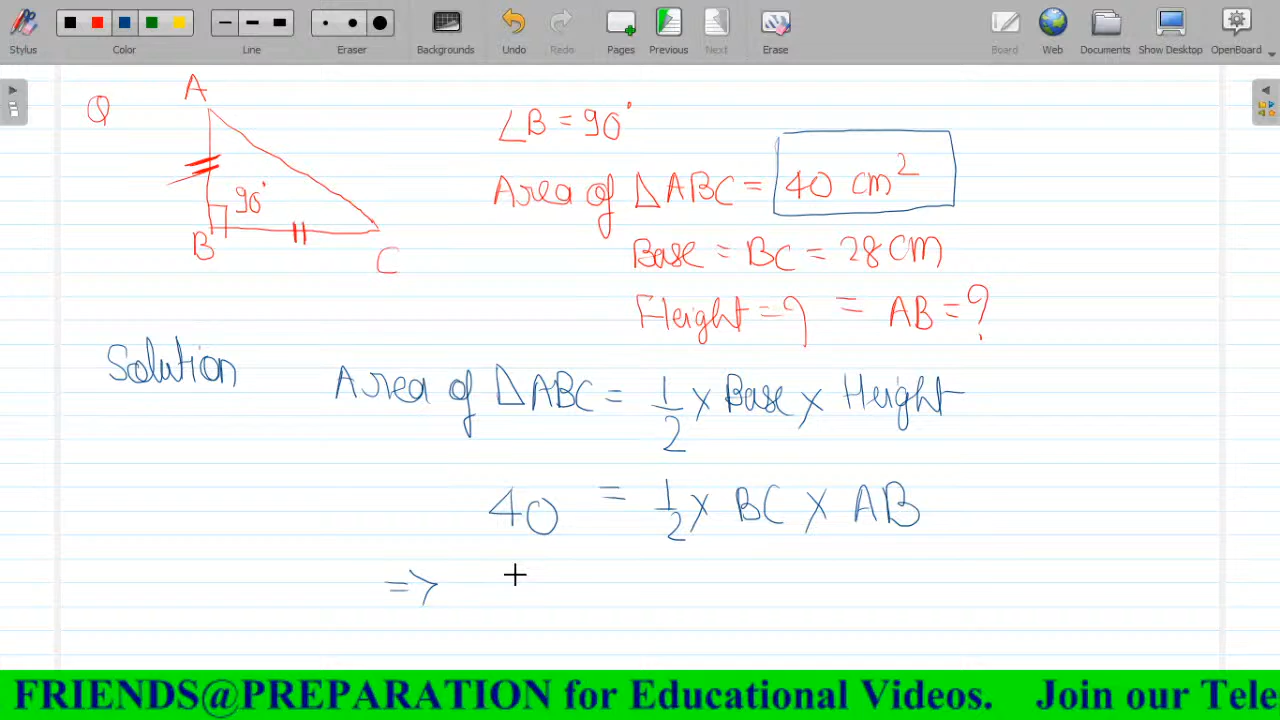 Stylus Color Line Eraser Backgrounds Undo Redo Pages Previous Next Erase Board Web Documents Show Desktop OpenBoard
Q
A
90°
B
C
∠B = 90°
Area of △ABC = 40 cm²
Base = BC = 28 CM
Height = ? = AB = ?
Solution
Area of △ABC = 1/2 × Base × Height
40 = 1/2 × BC × AB
=>
FRIENDS@PREPARATION for Educational Videos. Join our Tele